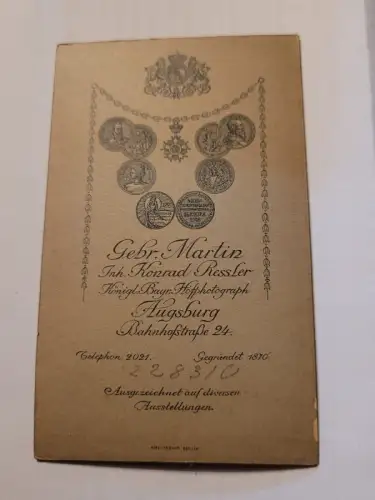 Gebr. Martin
Inh. Konrad Ressler
Königl. Bayr. Hofphotograph
Augsburg
Bahnhofstraße 24.
Telephon 2021. Gegründet 1870
228310
Ausgezeichnet auf diversen
Ausstellungen.